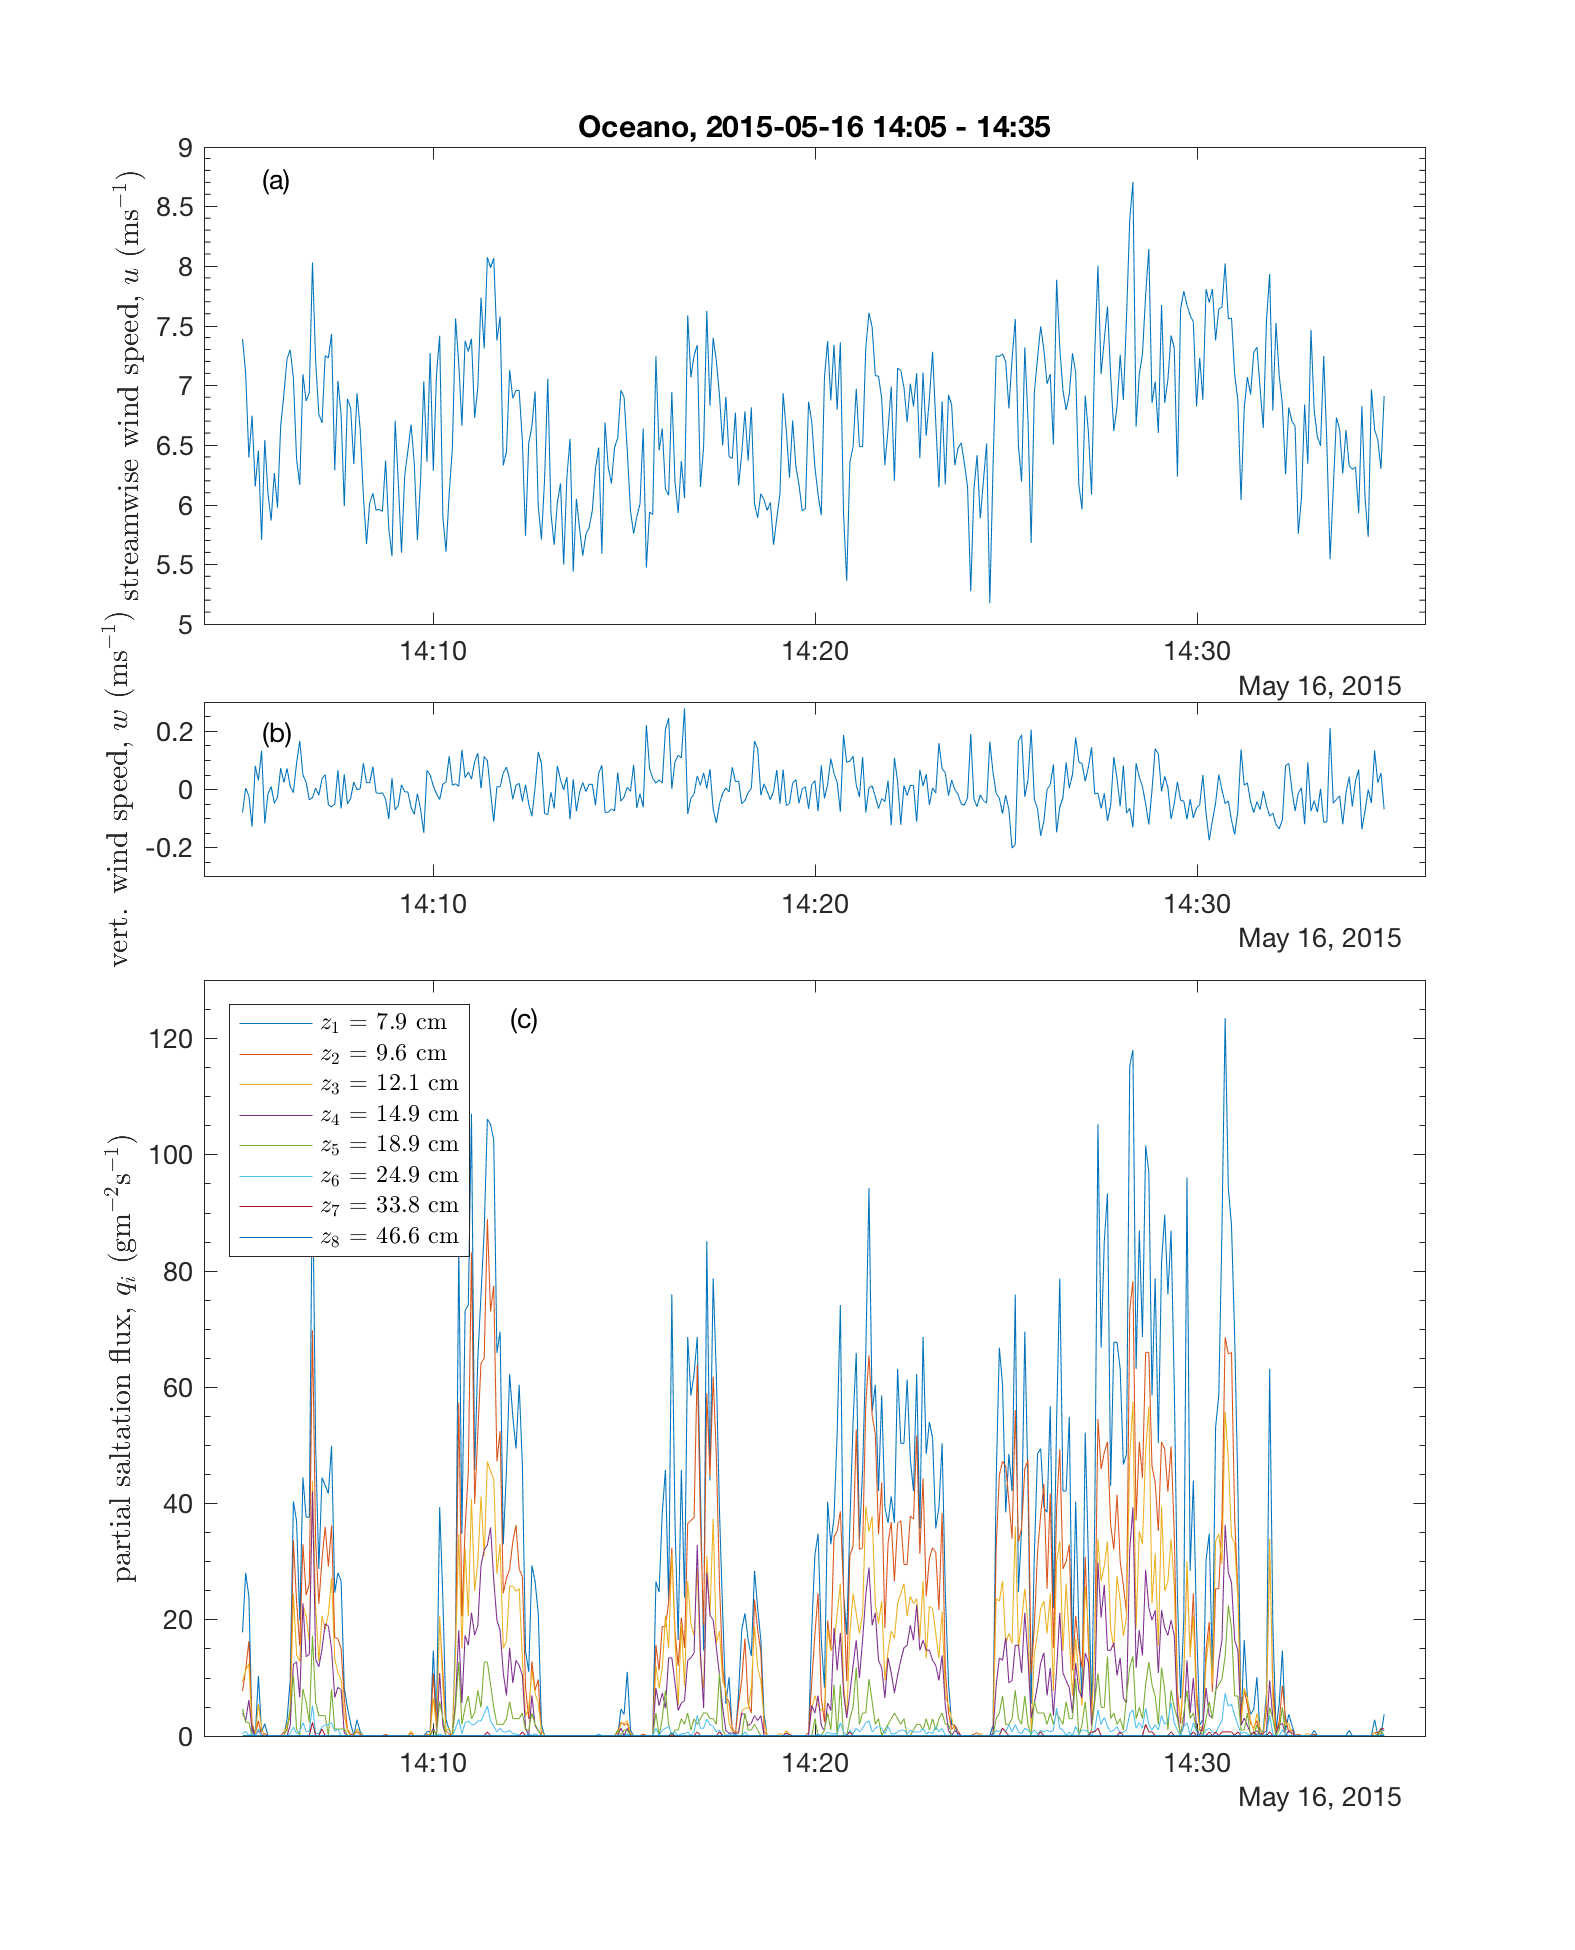 Oceano, 2015-05-16 14:05 - 14:35
(a)
streamwise wind speed, u (ms⁻¹)
9
8.5
8
7.5
7
6.5
6
5.5
5
14:10 14:20 14:30
May 16, 2015
(b)
vert. wind speed, w (ms⁻¹)
0.2
0
-0.2
14:10 14:20 14:30
May 16, 2015
(c)
z₁ = 7.9 cm
z₂ = 9.6 cm
z₃ = 12.1 cm
z₄ = 14.9 cm
z₅ = 18.9 cm
z₆ = 24.9 cm
z₇ = 33.8 cm
z₈ = 46.6 cm
partial saltation flux, qᵢ (gm⁻²s⁻¹)
120
100
80
60
40
20
0
14:10 14:20 14:30
May 16, 2015